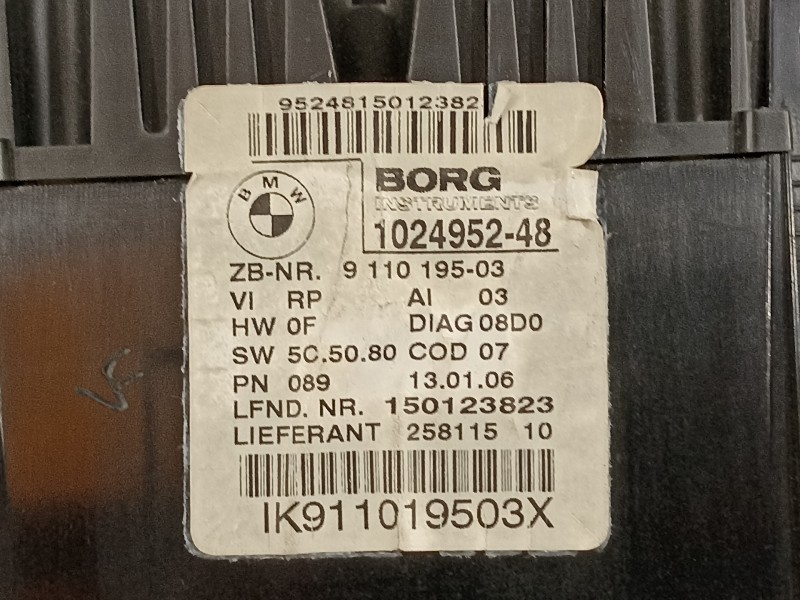 9524815012382
BMW
BORG
INSTRUMENTS
1024952-48
ZB-NR. 9 110 195-03
VI RP AI 03
HW 0F DIAG 08D0
SW 5C.50.80 COD 07
PN 089 13.01.06
LFND. NR. 150123823
LIEFERANT 258115 10
IK911019503X